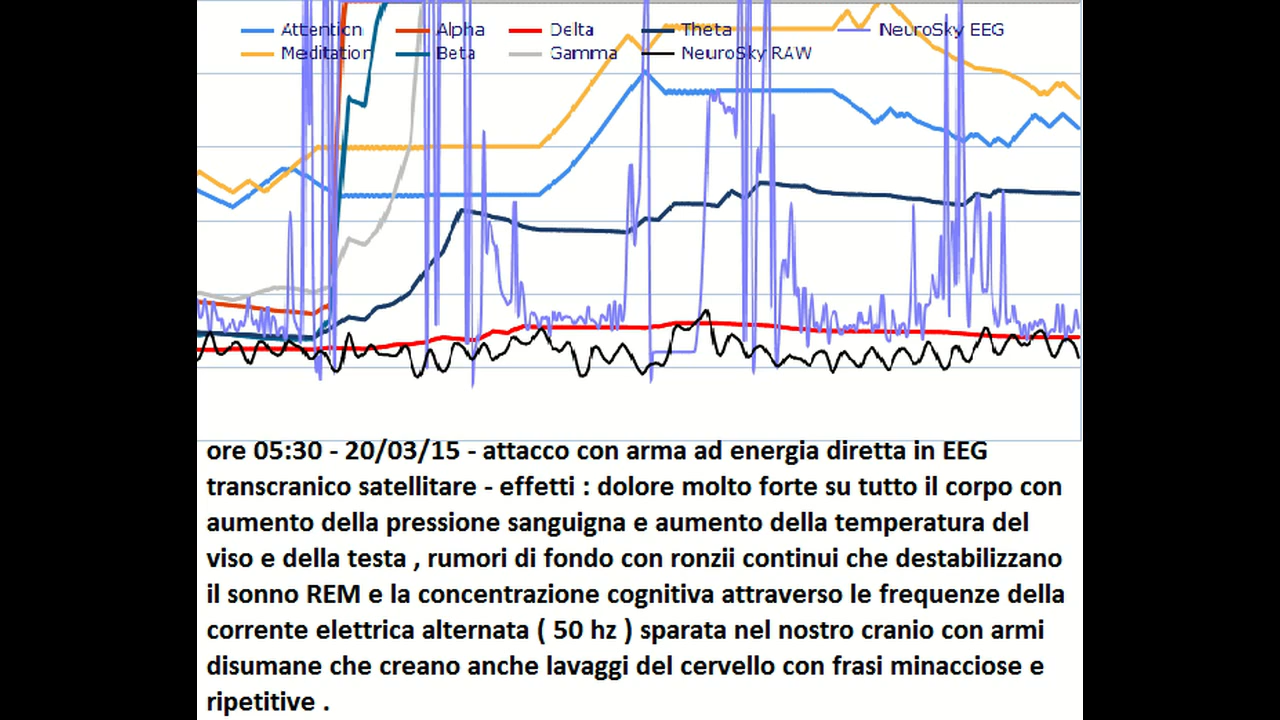 Attention Alpha Delta Theta NeuroSky EEG
Meditation Beta Gamma NeuroSky RAW
ore 05:30 - 20/03/15 - attacco con arma ad energia diretta in EEG
transcranico satellitare - effetti : dolore molto forte su tutto il corpo con
aumento della pressione sanguigna e aumento della temperatura del
viso e della testa , rumori di fondo con ronzii continui che destabilizzano
il sonno REM e la concentrazione cognitiva attraverso le frequenze della
corrente elettrica alternata ( 50 hz ) sparata nel nostro cranio con armi
disumane che creano anche lavaggi del cervello con frasi minacciose e
ripetitive .